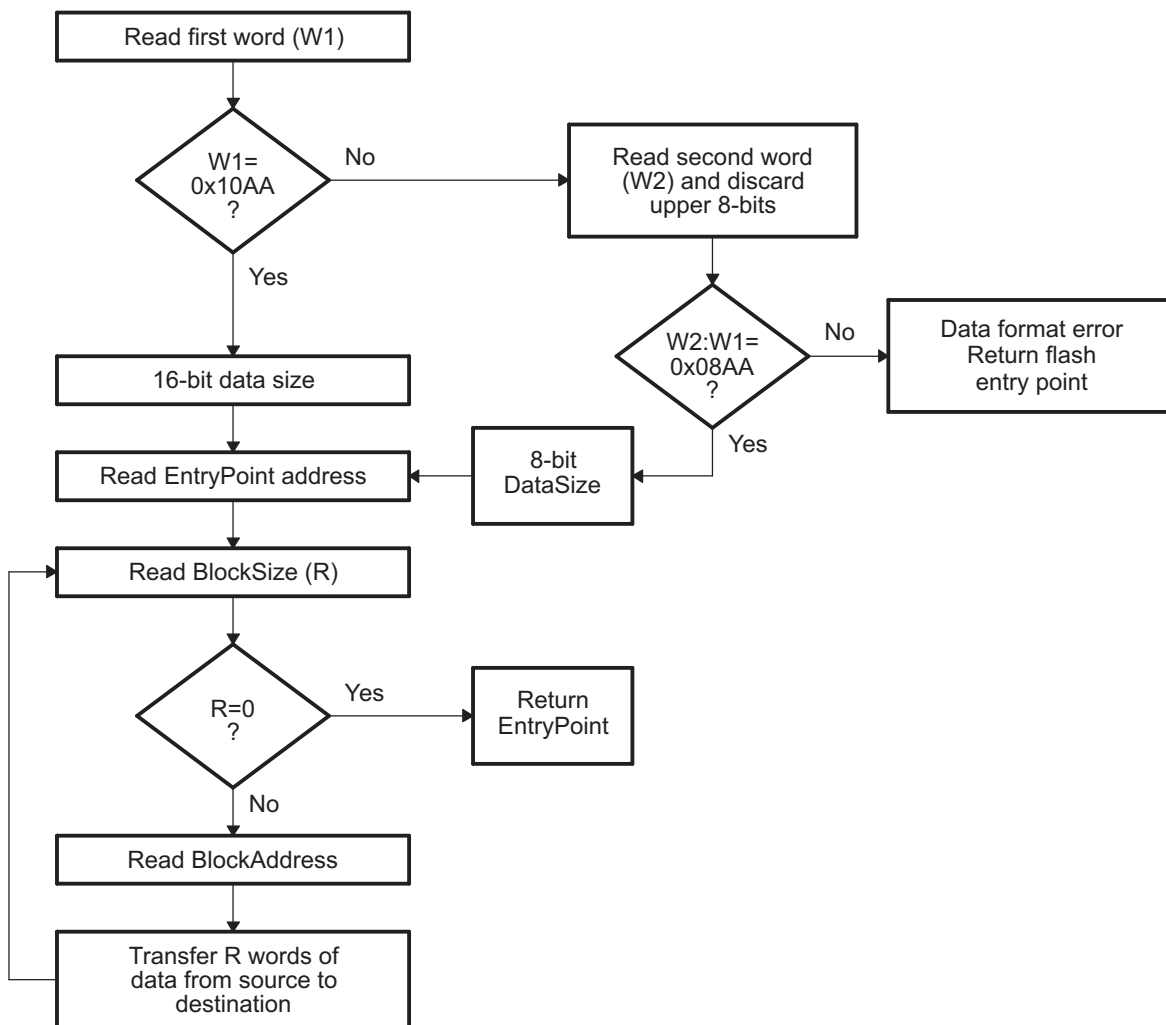 Read first word (W1)
W1=
0x10AA
?
No
Yes
Read second word
(W2) and discard
upper 8-bits
W2:W1=
0x08AA
?
No
Yes
Data format error
Return flash
entry point
16-bit data size
8-bit
DataSize
Read EntryPoint address
Read BlockSize (R)
R=0
?
Yes
No
Return
EntryPoint
Read BlockAddress
Transfer R words of
data from source to
destination